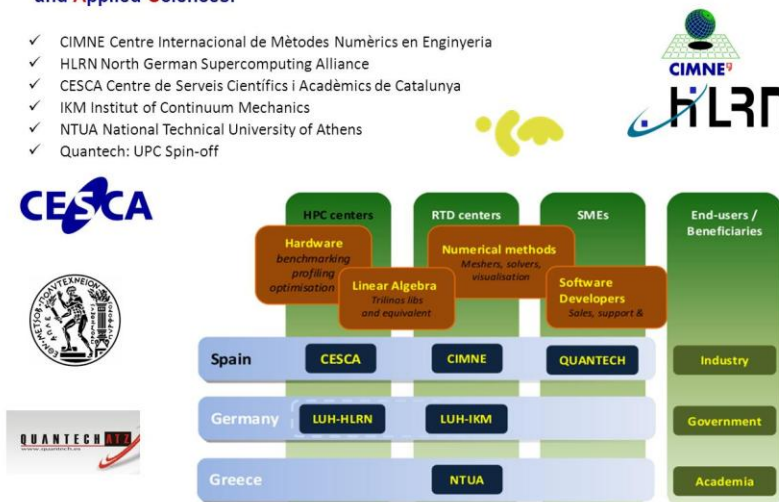 and Applied Sciences.
✓ CIMNE Centre Internacional de Mètodes Numèrics en Enginyeria
✓ HLRN North German Supercomputing Alliance
✓ CESCA Centre de Serveis Científics i Acadèmics de Catalunya
✓ IKM Institut of Continuum Mechanics
✓ NTUA National Technical University of Athens
✓ Quantech: UPC Spin-off
CIMNE
HLRN
CESCA
HPC centers
RTD centers
SMEs
End-users /
Beneficiaries
Hardware
benchmarking
profiling
optimisation
Linear Algebra
Trilinos libs
and equivalent
Numerical methods
Meshers, solvers,
visualisation
Software
Developers
Sales, support &
Spain
CESCA
CIMNE
QUANTECH
Industry
Germany
LUH-HLRN
LUH-IKM
Government
Greece
NTUA
Academia
QUANTECH ATZ
www.quantech.es